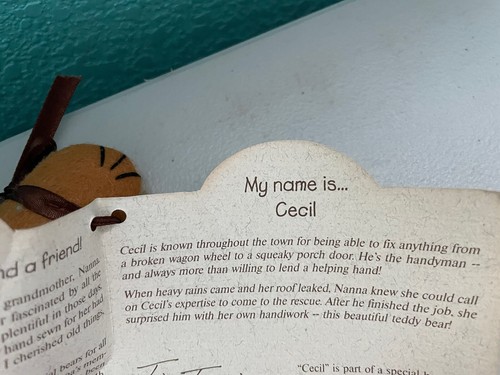 My name is...
Cecil
Cecil is known throughout the town for being able to fix anything from
a broken wagon wheel to a squeaky porch door. He's the handyman --
and always more than willing to lend a helping hand!
When heavy rains came and her roof leaked, Nanna knew she could call
on Cecil's expertise to come to the rescue. After he finished the job, she
surprised him with her own handiwork -- this beautiful teddy bear!
"Cecil" is part of a special
nd a friend!
grandmother, Nanna
fascinated by all the
plentiful in those days.
hand sewn for her had
I cherished old things.
bears for all